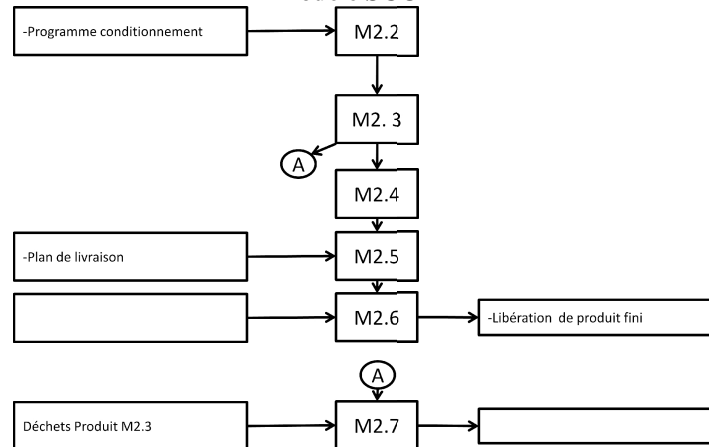 -Programme conditionnement
M2.2
M2. 3
A
M2.4
-Plan de livraison
M2.5
M2.6
-Libération de produit fini
A
Déchets Produit M2.3
M2.7